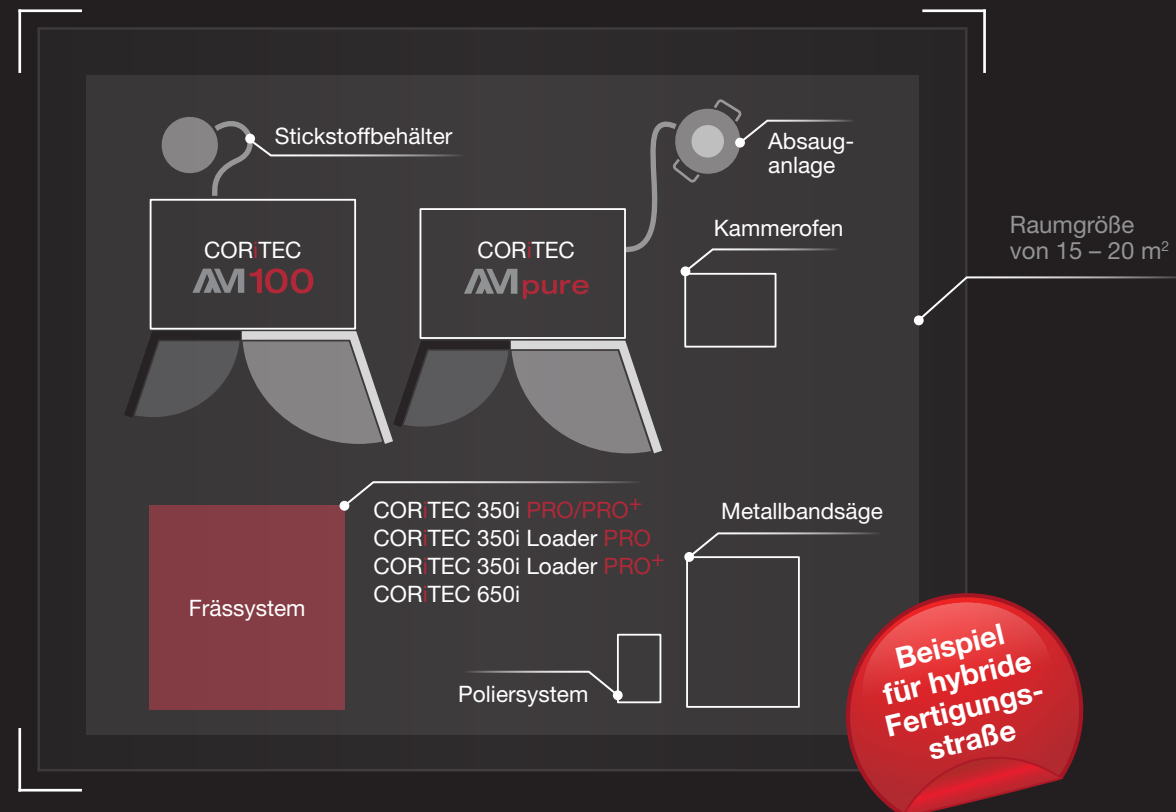 Stickstoffbehälter
Absaug-
anlage
CORiTEC
AM100
CORiTEC
AMpure
Kammerofen
Raumgröße
von 15 – 20 m²
CORiTEC 350i PRO/PRO+
CORiTEC 350i Loader PRO
CORiTEC 350i Loader PRO+
CORiTEC 650i
Metallbandsäge
Frässystem
Poliersystem
Beispiel
für hybride
Fertigungs-
straße